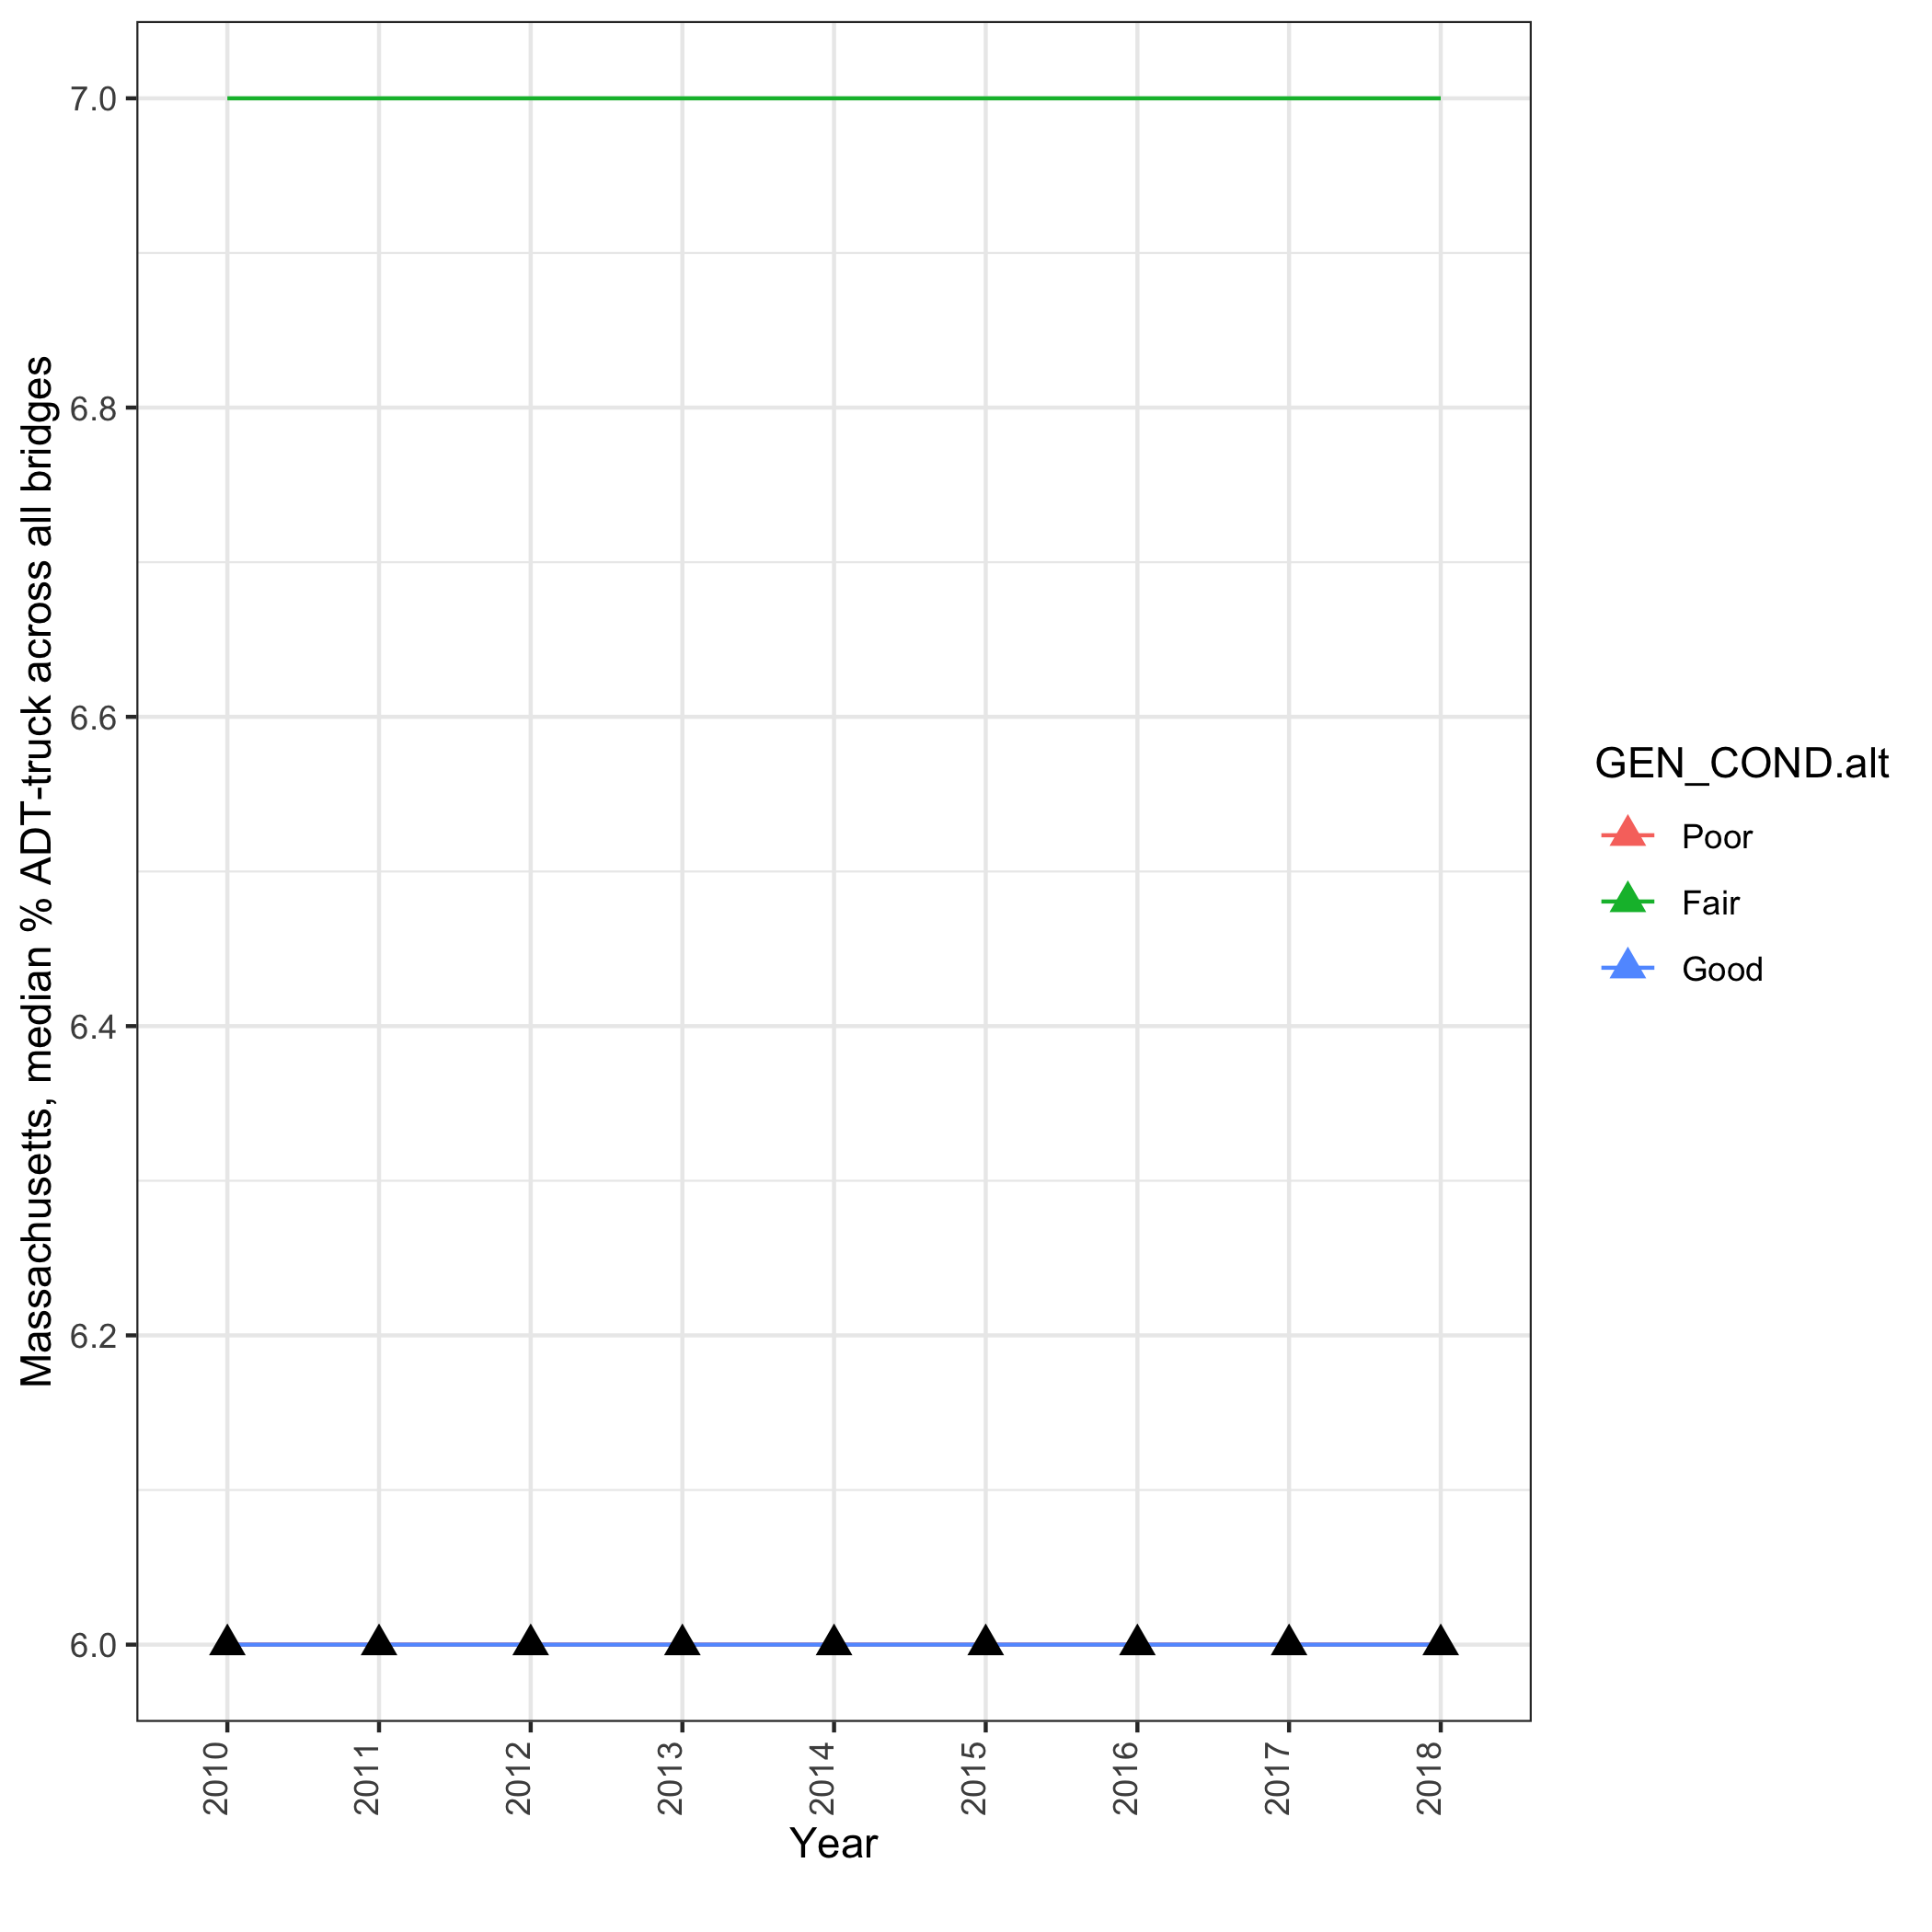 Massachusetts, median % ADT-truck across all bridges
7.0
6.8
6.6
6.4
6.2
6.0
2010
2011
2012
2013
2014
2015
2016
2017
2018
Year
GEN_COND.alt
Poor
Fair
Good